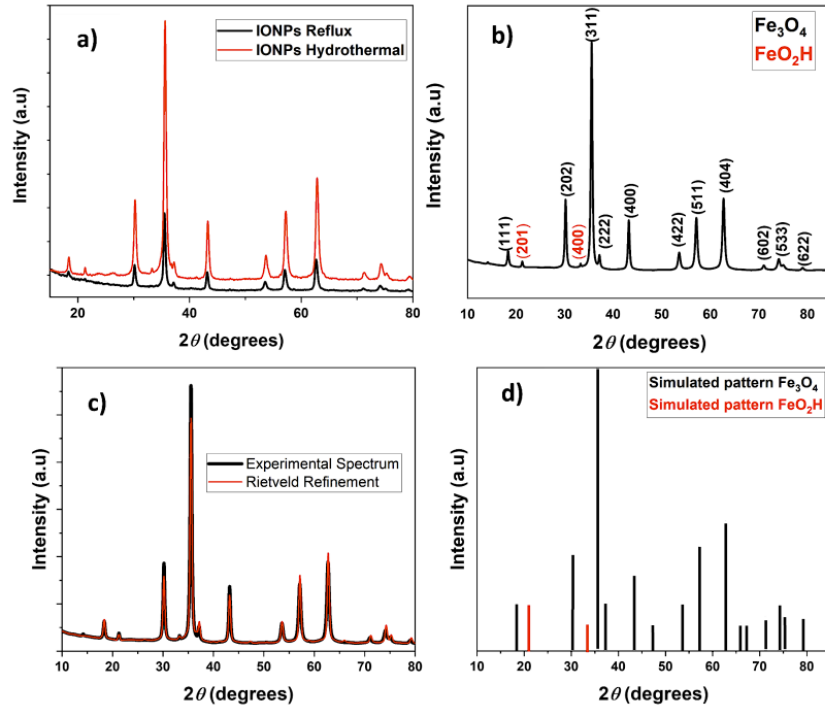 a)
IONPs Reflux
IONPs Hydrothermal
Intensity (a.u)
20 30 40 50 60 70 80
2θ (degrees)
b)
Fe₃O₄
FeO₂H
(111)
(201)
(202)
(400)
(311)
(222)
(400)
(422)
(511)
(404)
(602)
(533)
(622)
Intensity (a.u)
10 20 30 40 50 60 70 80
2θ (degrees)
c)
Experimental Spectrum
Rietveld Refinement
Intensity (a.u)
10 20 30 40 50 60 70 80
2θ (degrees)
d)
Simulated pattern Fe₃O₄
Simulated pattern FeO₂H
Intensity (a.u)
10 20 30 40 50 60 70 80
2θ (degrees)